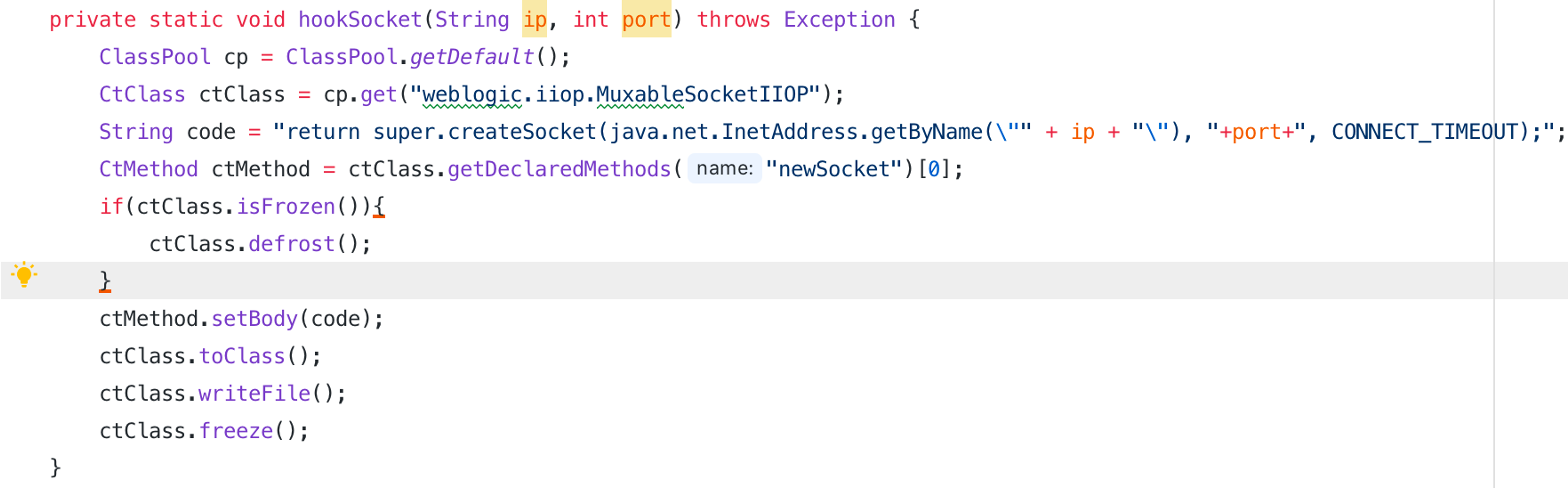 private static void hookSocket(String ip, int port) throws Exception {
    ClassPool cp = ClassPool.getDefault();
    CtClass ctClass = cp.get("weblogic.iiop.MuxableSocketIIOP");
    String code = "return super.createSocket(java.net.InetAddress.getByName(\"" + ip + "\"), "+port+", CONNECT_TIMEOUT);";
    CtMethod ctMethod = ctClass.getDeclaredMethods( name: "newSocket")[0];
    if(ctClass.isFrozen()){
        ctClass.defrost();
    }
    ctMethod.setBody(code);
    ctClass.toClass();
    ctClass.writeFile();
    ctClass.freeze();
}